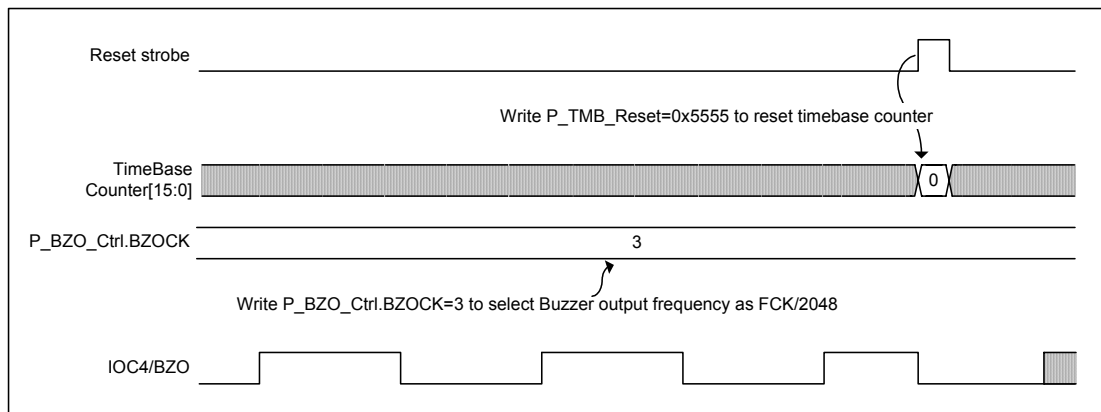 Reset strobe
Write P_TMB_Reset=0x5555 to reset timebase counter
TimeBase
Counter[15:0]
0
P_BZO_Ctrl.BZOCK
3
Write P_BZO_Ctrl.BZOCK=3 to select Buzzer output frequency as FCK/2048
IOC4/BZO